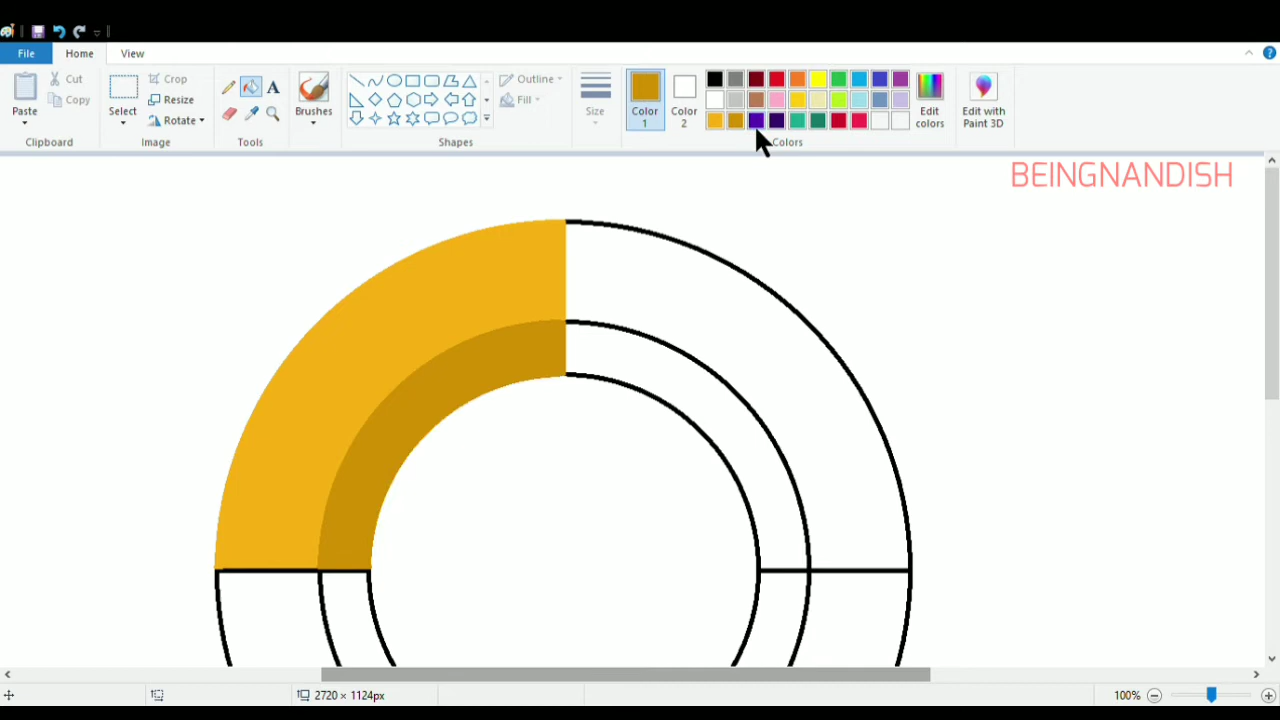 File Home View
Paste
Cut
Copy
Clipboard
Select
Crop
Resize
Rotate
Image
A
Tools
Brushes
Outline
Fill
Shapes
Size
Color 1
Color 2
Edit colors
Colors
Edit with Paint 3D
BEINGNANDISH
2720 × 1124px
100%